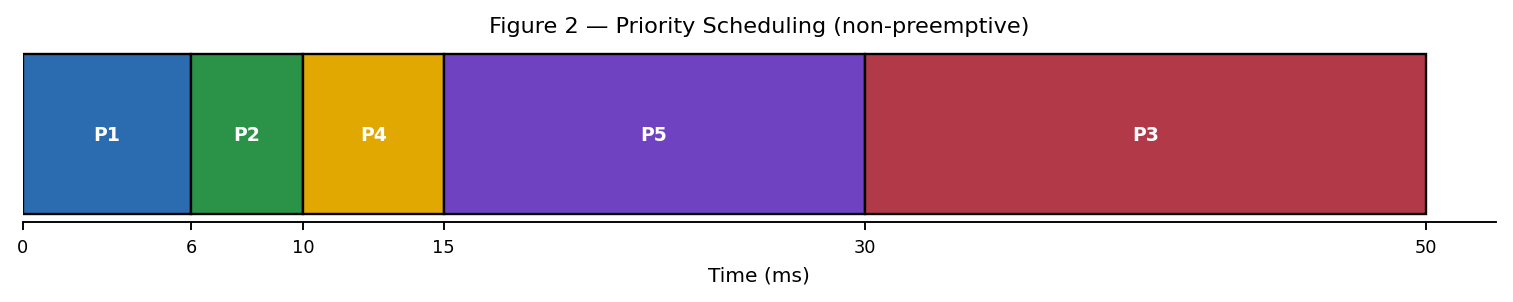 Figure 2 — Priority Scheduling (non-preemptive)
P1 P2 P4 P5 P3
0 6 10 15 30 50
Time (ms)